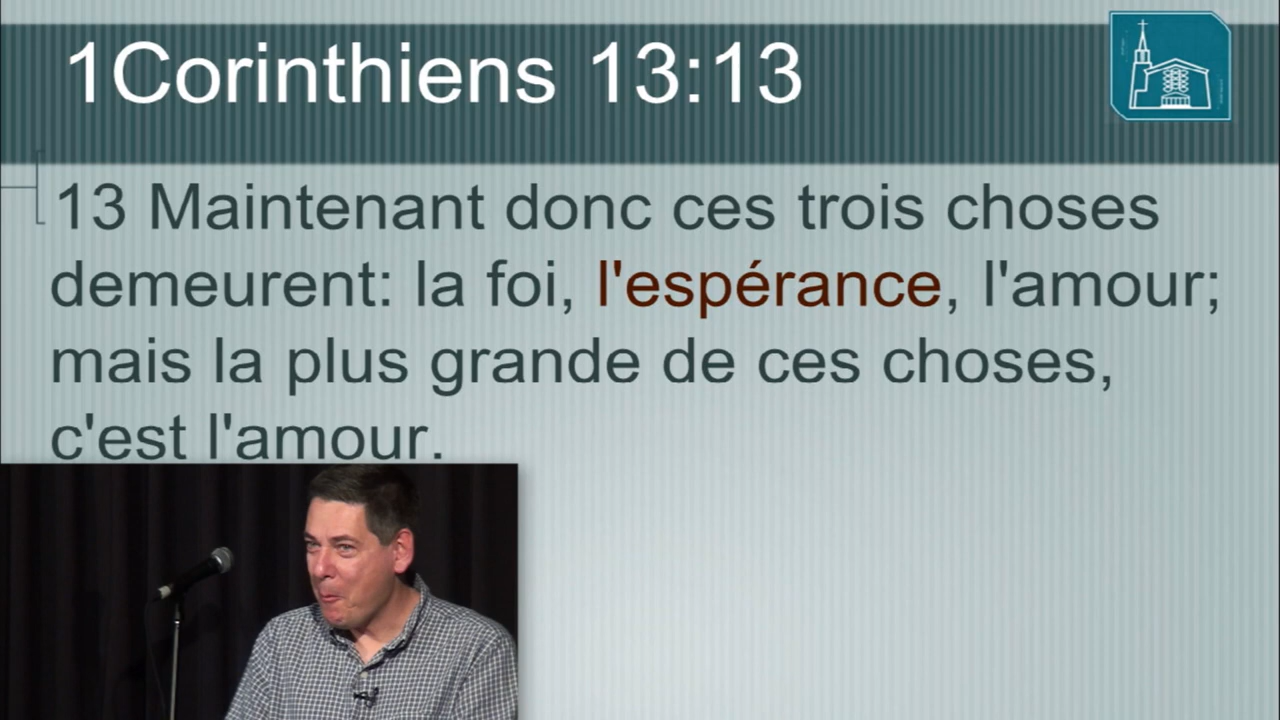 1Corinthiens 13:13
13 Maintenant donc ces trois choses
demeurent: la foi, l'espérance, l'amour;
mais la plus grande de ces choses,
c'est l'amour.